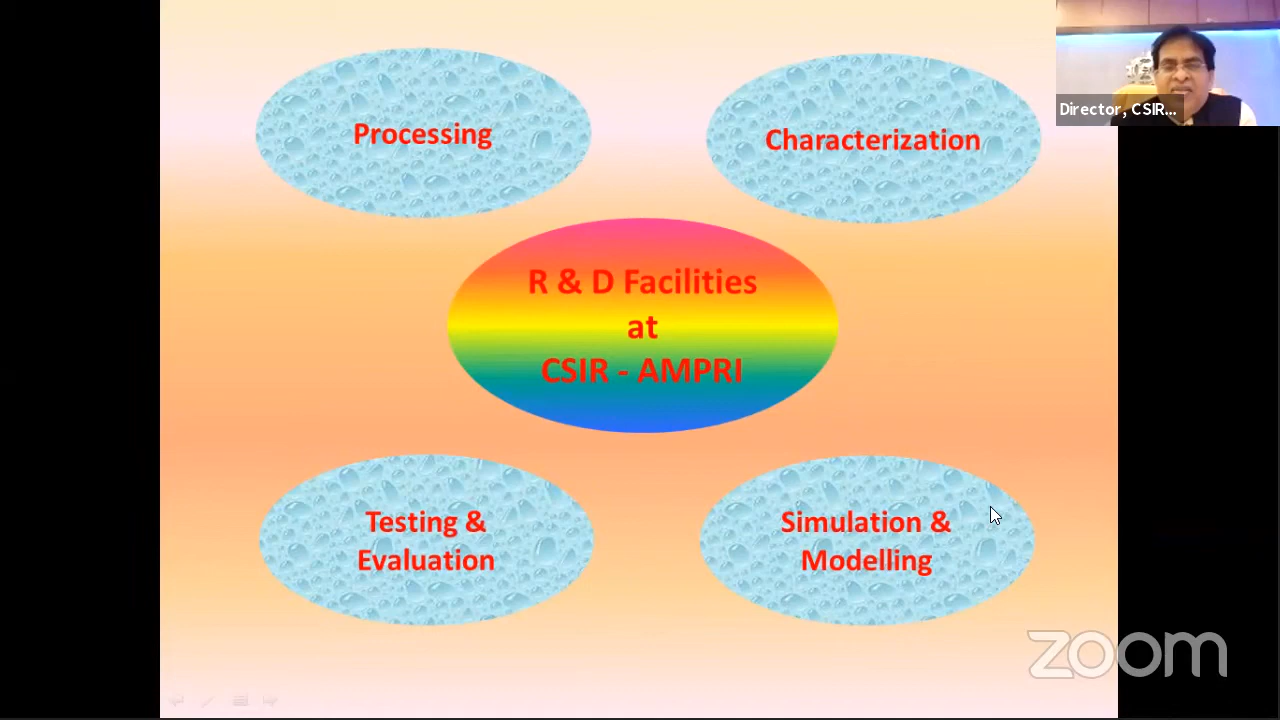 Processing
Characterization
Director, CSIR...
R & D Facilities
at
CSIR - AMPRI
Testing &
Evaluation
Simulation &
Modelling
zoom